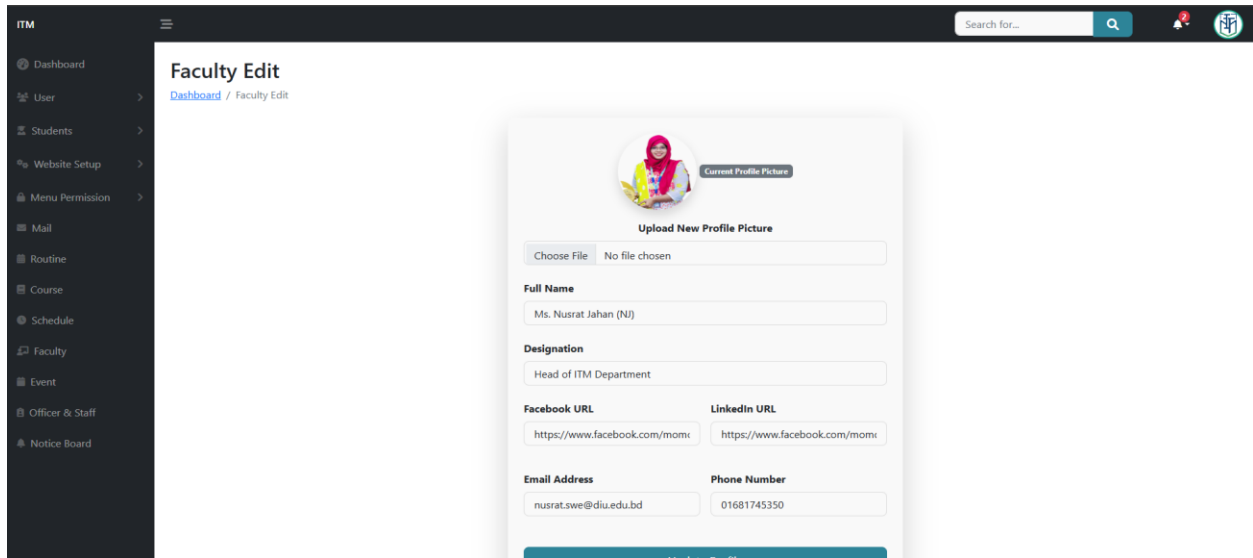 ITM
Search for...
2
Dashboard
User
Students
Website Setup
Menu Permission
Mail
Routine
Course
Schedule
Faculty
Event
Officer & Staff
Notice Board
Faculty Edit
Dashboard / Faculty Edit
Current Profile Picture
Upload New Profile Picture
Choose File No file chosen
Full Name
Ms. Nusrat Jahan (NJ)
Designation
Head of ITM Department
Facebook URL LinkedIn URL
https://www.facebook.com/momo https://www.facebook.com/momo
Email Address Phone Number
nusrat.swe@diu.edu.bd 01681745350